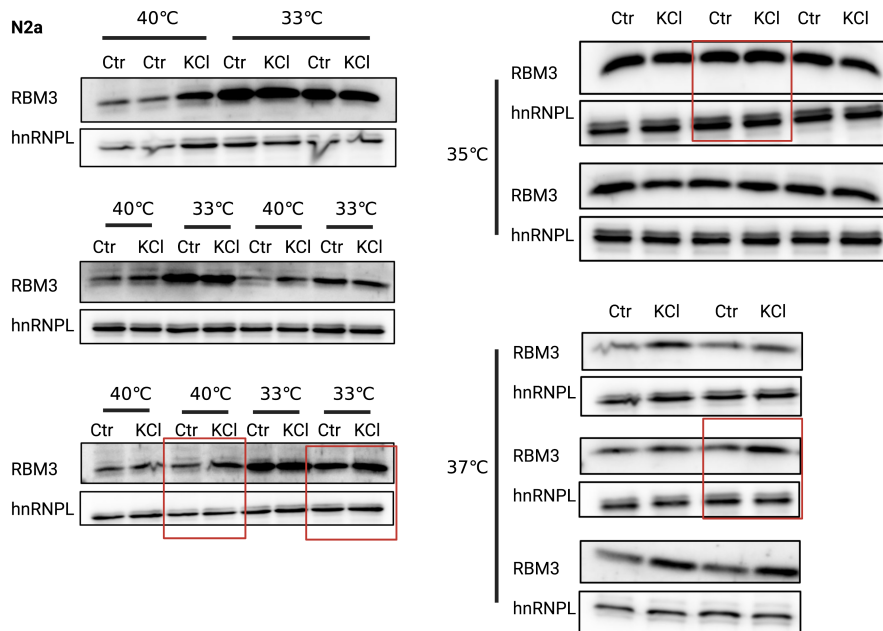 N2a
40℃ 33℃
Ctr Ctr KCl Ctr KCl Ctr KCl
RBM3
hnRNPL
40℃ 33℃ 40℃ 33℃
Ctr KCl Ctr KCl Ctr KCl Ctr KCl
RBM3
hnRNPL
40℃ 40℃ 33℃ 33℃
Ctr KCl Ctr KCl Ctr KCl Ctr KCl
RBM3
hnRNPL
Ctr KCl Ctr KCl Ctr KCl
35℃
RBM3
hnRNPL
RBM3
hnRNPL
Ctr KCl Ctr KCl
37℃
RBM3
hnRNPL
RBM3
hnRNPL
RBM3
hnRNPL